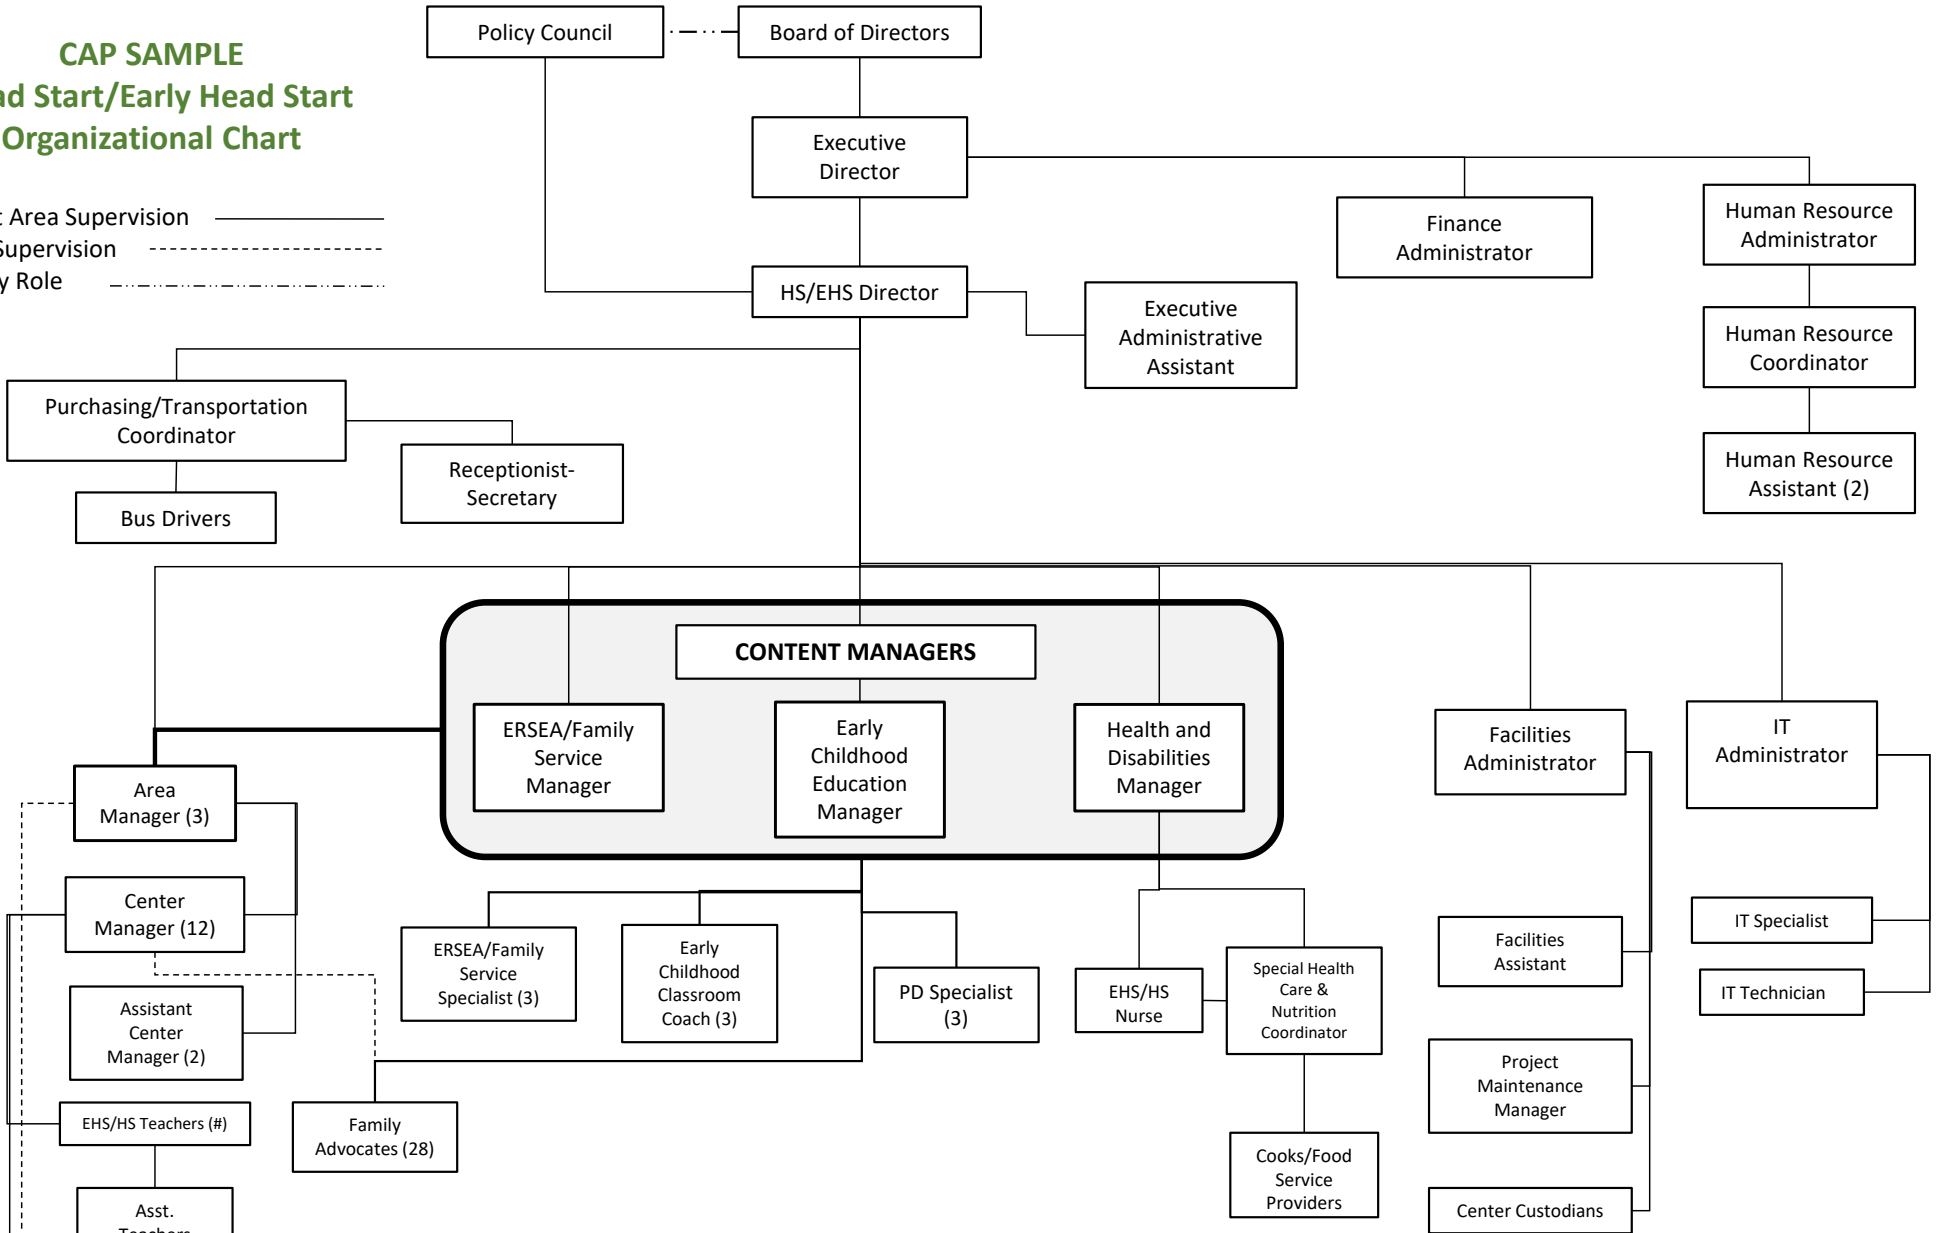 CAP SAMPLE
ad Start/Early Head Start
Organizational Chart
t Area Supervision
Supervision
y Role
Policy Council
Board of Directors
Executive
Director
Finance
Administrator
Human Resource
Administrator
HS/EHS Director
Executive
Administrative
Assistant
Human Resource
Coordinator
Human Resource
Assistant (2)
Purchasing/Transportation
Coordinator
Receptionist-
Secretary
Bus Drivers
CONTENT MANAGERS
ERSEA/Family
Service
Manager
Early
Childhood
Education
Manager
Health and
Disabilities
Manager
Facilities
Administrator
IT
Administrator
Area
Manager (3)
Center
Manager (12)
Assistant
Center
Manager (2)
EHS/HS Teachers (#)
Asst.
Teachers
ERSEA/Family
Service
Specialist (3)
Early
Childhood
Classroom
Coach (3)
PD Specialist
(3)
Family
Advocates (28)
EHS/HS
Nurse
Special Health
Care &
Nutrition
Coordinator
Cooks/Food
Service
Providers
Facilities
Assistant
Project
Maintenance
Manager
Center Custodians
IT Specialist
IT Technician